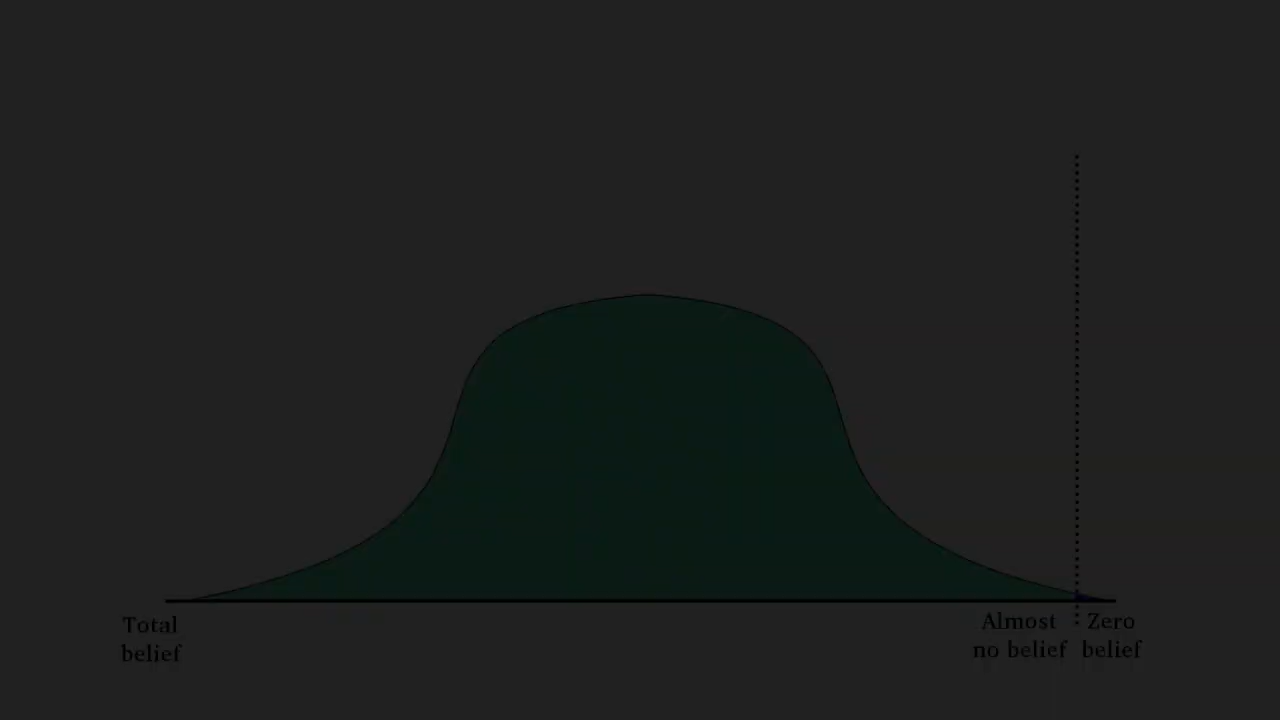 Total
belief
Almost
no belief
Zero
belief